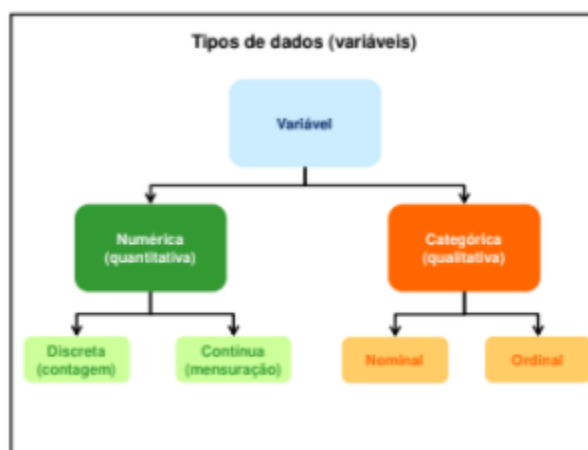 Tipos de dados (variáveis)
Variável
Numérica
(quantitativa)
Categórica
(qualitativa)
Discreta
(contagem)
Contínua
(mensuração)
Nominal
Ordinal